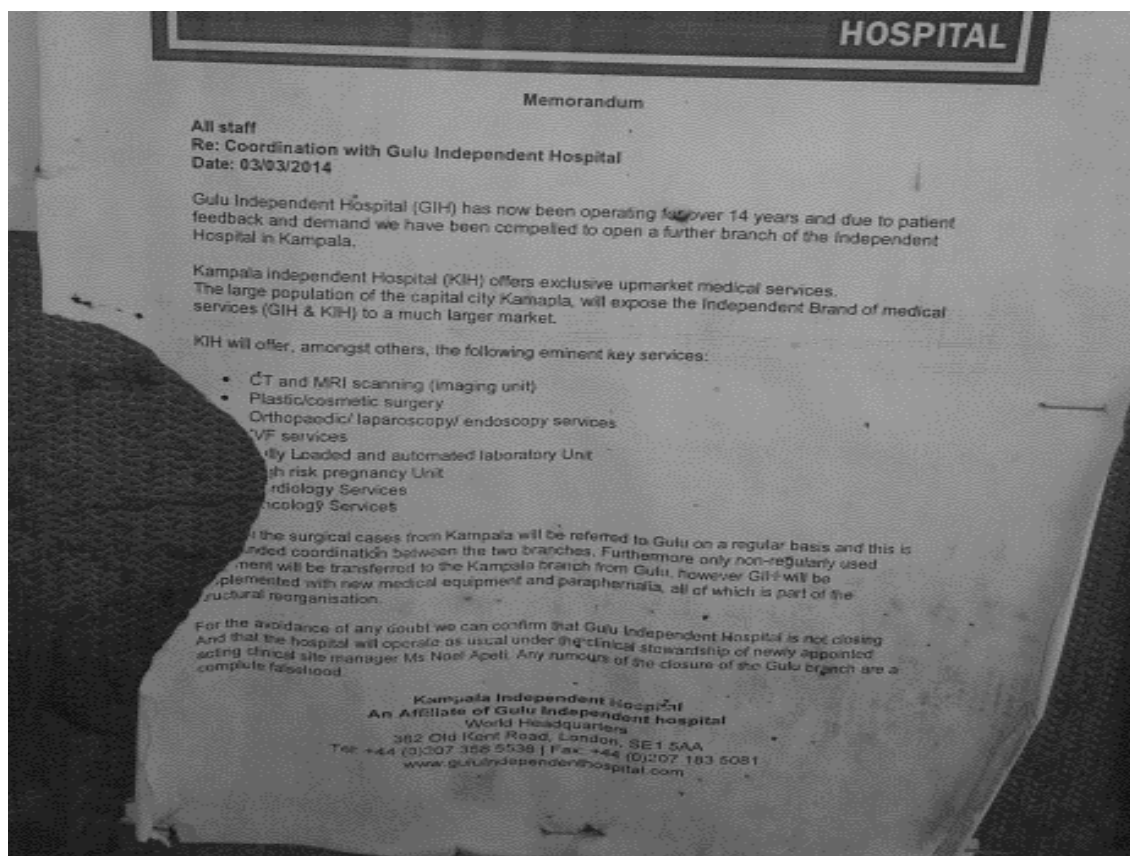 HOSPITAL
Memorandum
All staff
Re: Coordination with Gulu Independent Hospital
Date: 03/03/2014
Gulu Independent Hospital (GIH) has now been operating for over 14 years and due to patient
feedback and demand we have been compelled to open a further branch of the Independent
Hospital in Kampala.
Kampala Independent Hospital (KIH) offers exclusive upmarket medical services.
The large population of the capital city Kamapla, will expose the Independent Brand of medical
services (GIH & KIH) to a much larger market.
KIH will offer, amongst others, the following eminent key services:
• CT and MRI scanning (imaging unit)
• Plastic/cosmetic surgery
Orthopaedic/ laparoscopy/ endoscopy services
VF services
lly Loaded and automated laboratory Unit
gh risk pregnancy Unit
rdiology Services
ncology Services
the surgical cases from Kampala will be referred to Gulu on a regular basis and this is
nded coordination between the two branches. Furthermore only non-regularly used
ment will be transferred to the Kampala branch from Gulu, however GIH will be
plemented with new medical equipment and paraphernalia, all of which is part of the
ructural reorganisation.
For the avoidance of any doubt we can confirm that Gulu Independent Hospital is not closing
And that the hospital will operate as usual under the clinical stewardship of newly appointed
acting clinical site manager Ms Noel Apeti. Any rumours of the closure of the Gulu branch are a
complete falsehood
Kampala Independent Hospital
An Affiliate of Gulu Independent hospital
World Headquarters
382 Old Kent Road, London, SE1 5AA
Tel: +44 (0)207 358 5538 | Fax: +44 (0)207 183 5081
www.guluindependenthospital.com